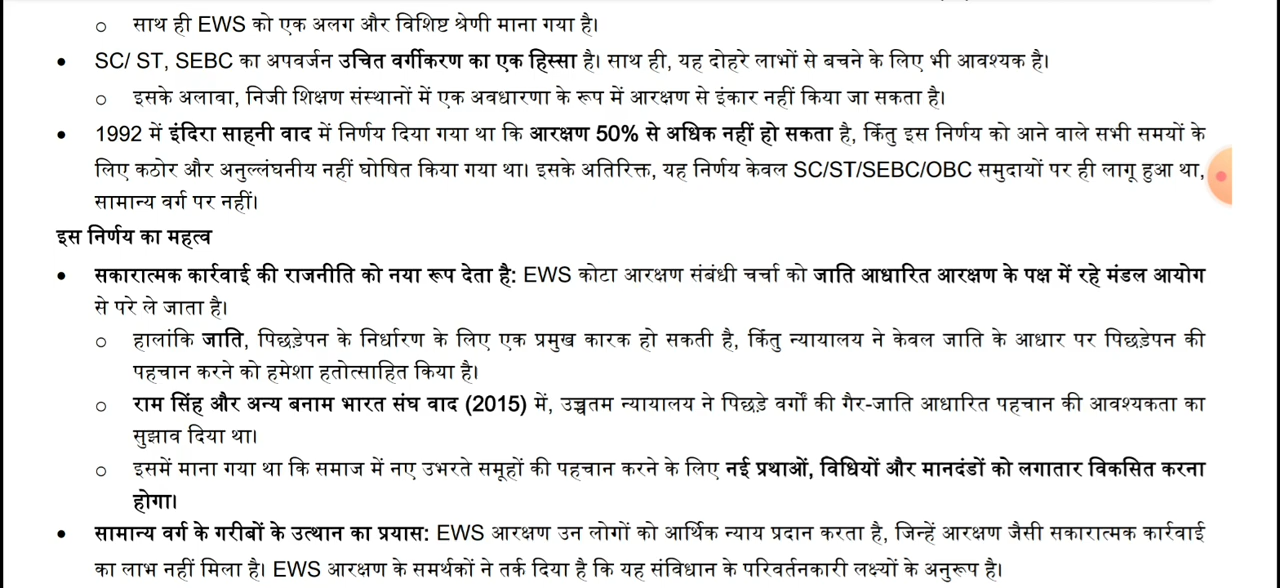 ○ साथ ही EWS को एक अलग और विशिष्ट श्रेणी माना गया है।
• SC/ ST, SEBC का अपवर्जन उचित वर्गीकरण का एक हिस्सा है। साथ ही, यह दोहरे लाभों से बचने के लिए भी आवश्यक है।
○ इसके अलावा, निजी शिक्षण संस्थानों में एक अवधारणा के रूप में आरक्षण से इंकार नहीं किया जा सकता है।
• 1992 में इंदिरा साहनी वाद में निर्णय दिया गया था कि आरक्षण 50% से अधिक नहीं हो सकता है, किंतु इस निर्णय को आने वाले सभी समयों के
लिए कठोर और अनुल्लंघनीय नहीं घोषित किया गया था। इसके अतिरिक्त, यह निर्णय केवल SC/ST/SEBC/OBC समुदायों पर ही लागू हुआ था,
सामान्य वर्ग पर नहीं।
इस निर्णय का महत्व
• सकारात्मक कार्रवाई की राजनीति को नया रूप देता है: EWS कोटा आरक्षण संबंधी चर्चा को जाति आधारित आरक्षण के पक्ष में रहे मंडल आयोग
से परे ले जाता है।
○ हालांकि जाति, पिछड़ेपन के निर्धारण के लिए एक प्रमुख कारक हो सकती है, किंतु न्यायालय ने केवल जाति के आधार पर पिछड़ेपन की
पहचान करने को हमेशा हतोत्साहित किया है।
○ राम सिंह और अन्य बनाम भारत संघ वाद (2015) में, उच्चतम न्यायालय ने पिछड़े वर्गों की गैर-जाति आधारित पहचान की आवश्यकता का
सुझाव दिया था।
○ इसमें माना गया था कि समाज में नए उभरते समूहों की पहचान करने के लिए नई प्रथाओं, विधियों और मानदंडों को लगातार विकसित करना
होगा।
• सामान्य वर्ग के गरीबों के उत्थान का प्रयास: EWS आरक्षण उन लोगों को आर्थिक न्याय प्रदान करता है, जिन्हें आरक्षण जैसी सकारात्मक कार्रवाई
का लाभ नहीं मिला है। EWS आरक्षण के समर्थकों ने तर्क दिया है कि यह संविधान के परिवर्तनकारी लक्ष्यों के अनुरूप है।